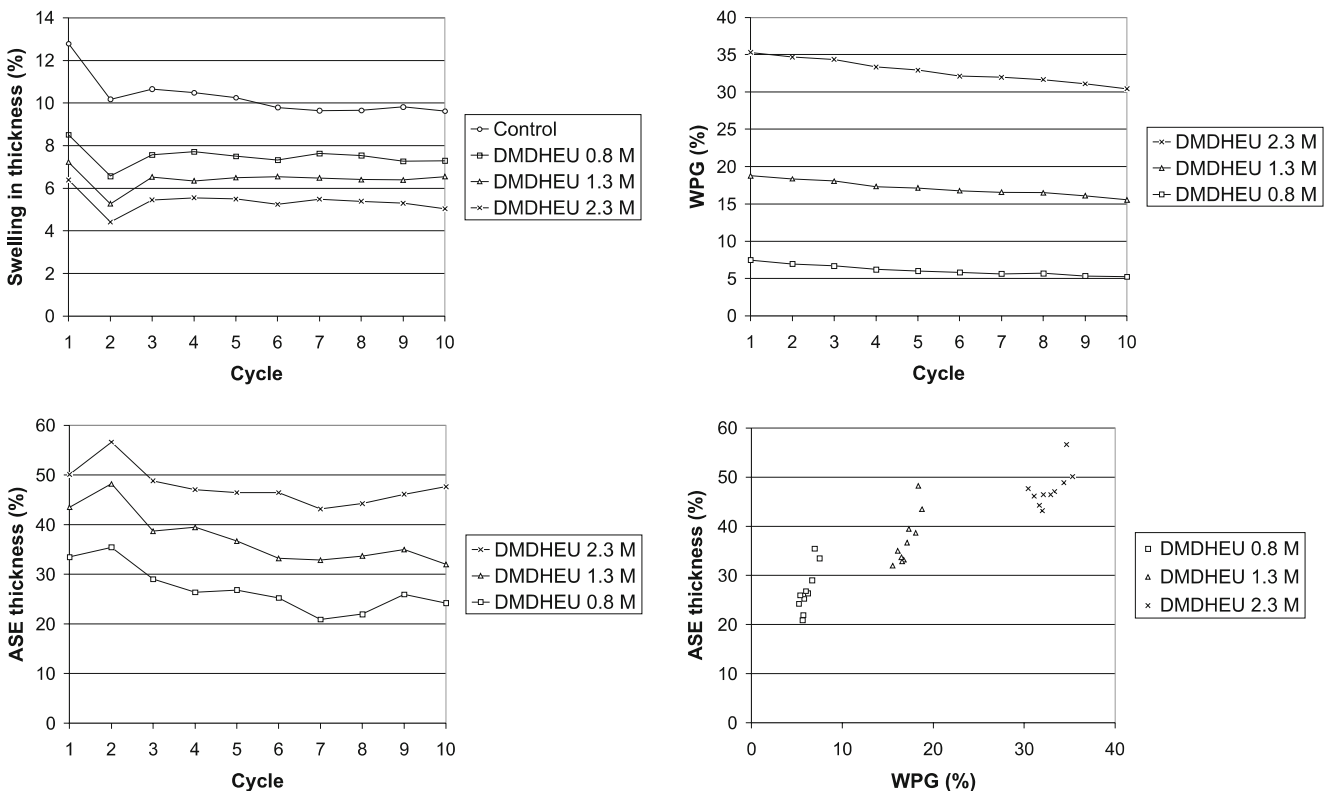 14
12
10
8
6
4
2
0
Swelling in thickness (%)
1 2 3 4 5 6 7 8 9 10
Cycle
Control
DMDHEU 0.8 M
DMDHEU 1.3 M
DMDHEU 2.3 M
40
35
30
25
20
15
10
5
0
WPG (%)
1 2 3 4 5 6 7 8 9 10
Cycle
DMDHEU 2.3 M
DMDHEU 1.3 M
DMDHEU 0.8 M
60
50
40
30
20
10
0
ASE thickness (%)
1 2 3 4 5 6 7 8 9 10
Cycle
DMDHEU 2.3 M
DMDHEU 1.3 M
DMDHEU 0.8 M
60
50
40
30
20
10
0
ASE thickness (%)
0 10 20 30 40
WPG (%)
DMDHEU 0.8 M
DMDHEU 1.3 M
DMDHEU 2.3 M